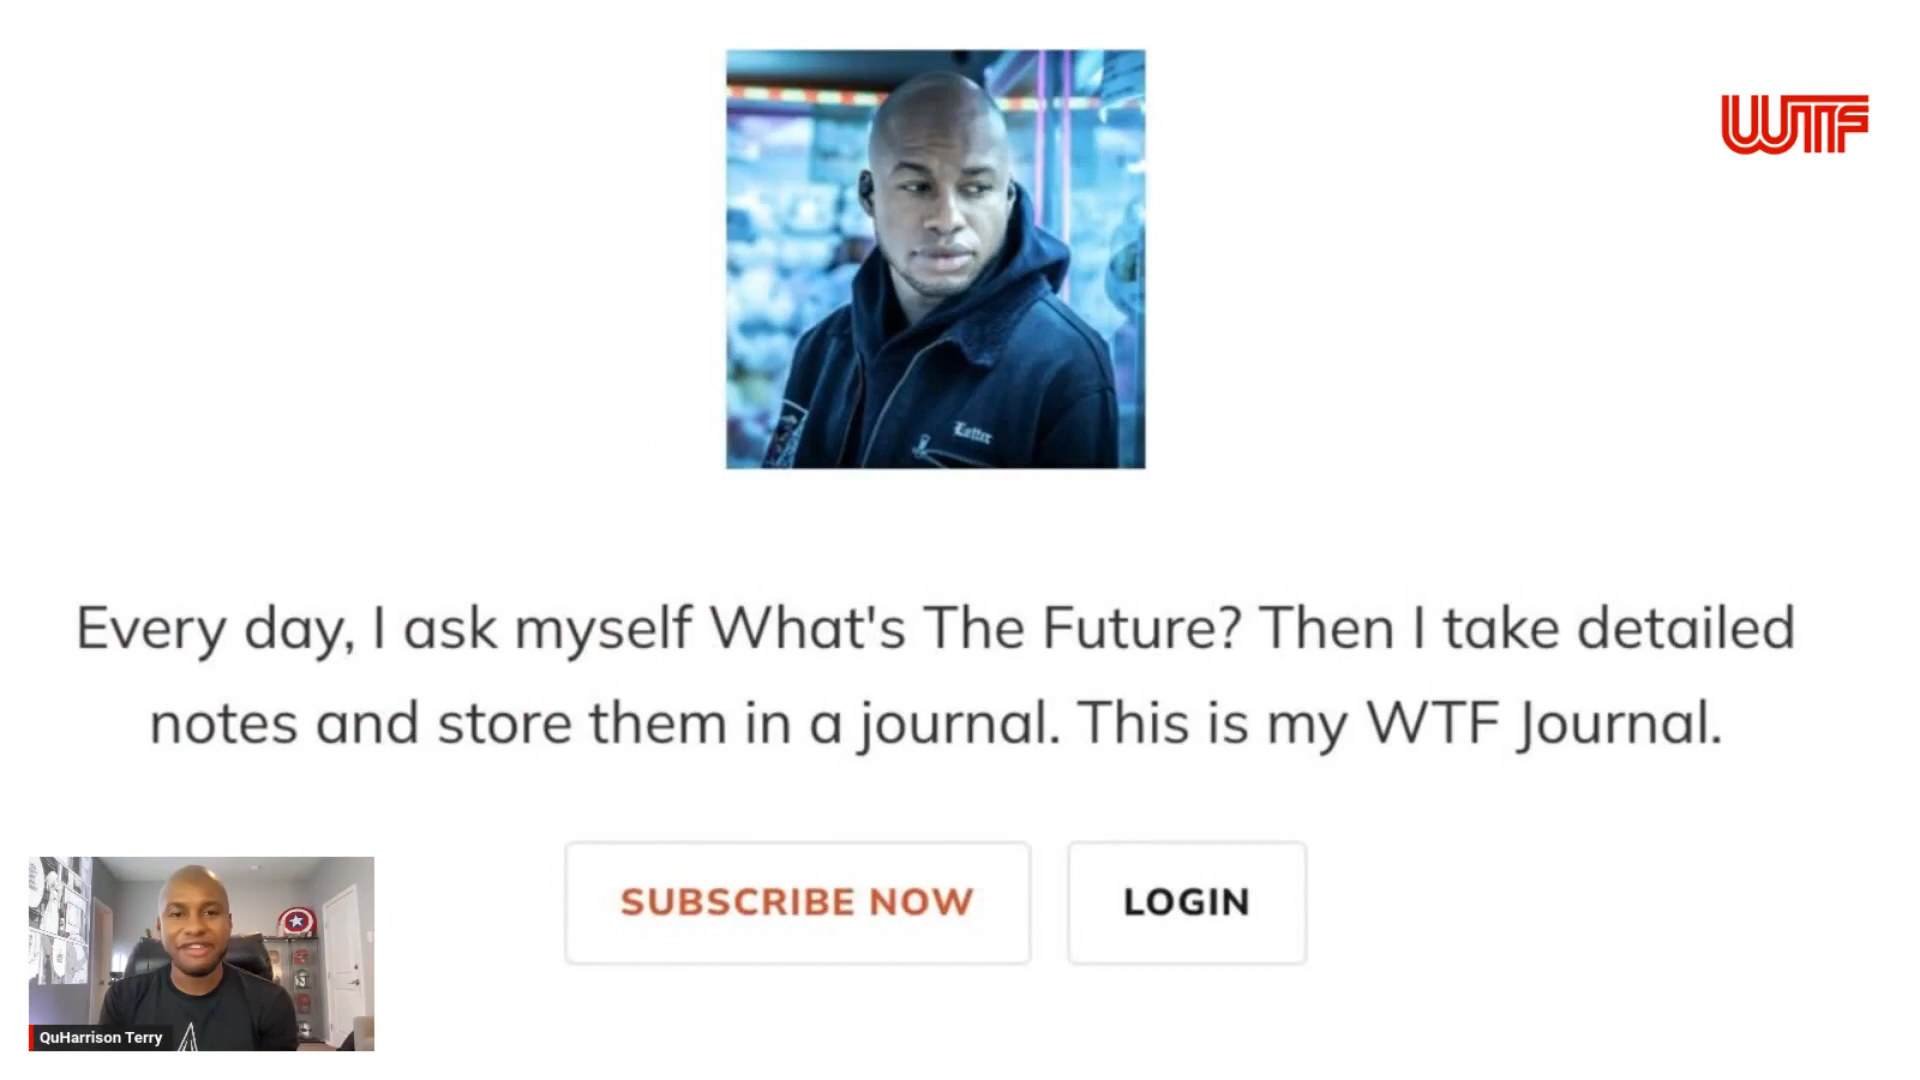 WTF
Letter
Every day, I ask myself What's The Future? Then I take detailed
notes and store them in a journal. This is my WTF Journal.
SUBSCRIBE NOW
LOGIN
QuHarrison Terry